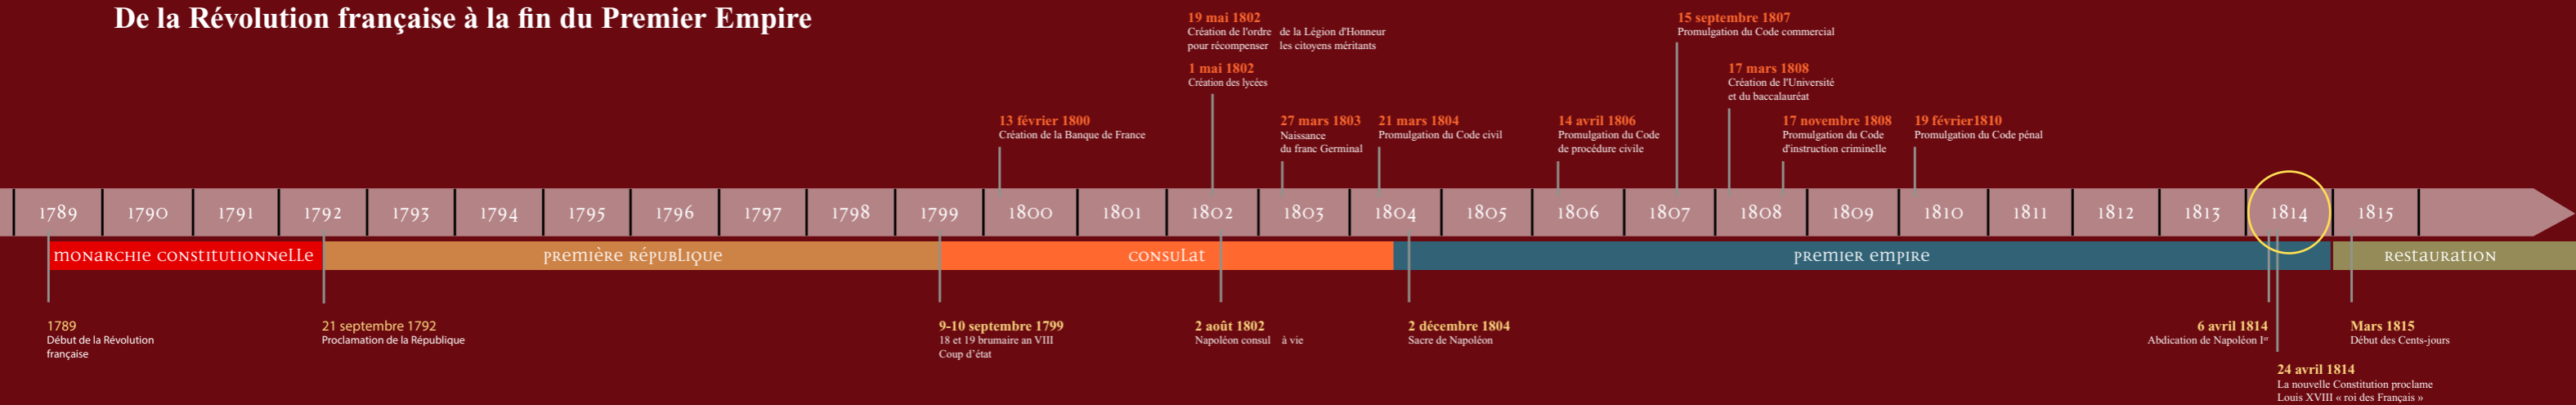 De la Révolution française à la fin du Premier Empire
19 mai 1802
Création de l'ordre de la Légion d'Honneur
pour récompenser les citoyens méritants
1 mai 1802
Création des lycées
15 septembre 1807
Promulgation du Code commercial
17 mars 1808
Création de l'Université
et du baccalauréat
13 février 1800
Création de la Banque de France
27 mars 1803
Naissance
du franc Germinal
21 mars 1804
Promulgation du Code civil
14 avril 1806
Promulgation du Code
de procédure civile
17 novembre 1808
Promulgation du Code
d'instruction criminelle
19 février1810
Promulgation du Code pénal
1789 1790 1791 1792 1793 1794 1795 1796 1797 1798 1799 1800 1801 1802 1803 1804 1805 1806 1807 1808 1809 1810 1811 1812 1813 1814 1815
monarchie constitutionnelle première république consulat premier empire restauration
1789
Début de la Révolution
française
21 septembre 1792
Proclamation de la République
9-10 septembre 1799
18 et 19 brumaire an VIII
Coup d'état
2 août 1802
Napoléon consul à vie
2 décembre 1804
Sacre de Napoléon
6 avril 1814
Abdication de Napoléon Ier
24 avril 1814
La nouvelle Constitution proclame
Louis XVIII « roi des Français »
Mars 1815
Début des Cents-jours